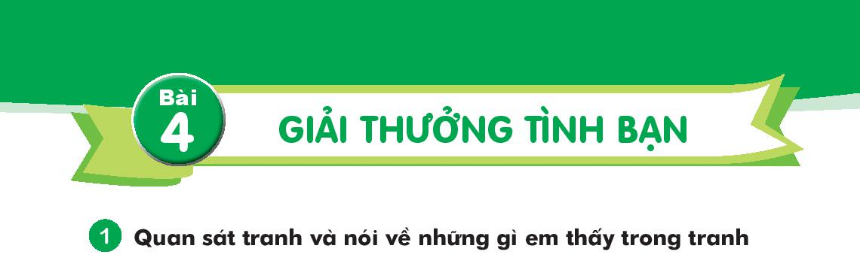 Bài
4
GIẢI THƯỞNG TÌNH BẠN
1 Quan sát tranh và nói về những gì em thấy trong tranh